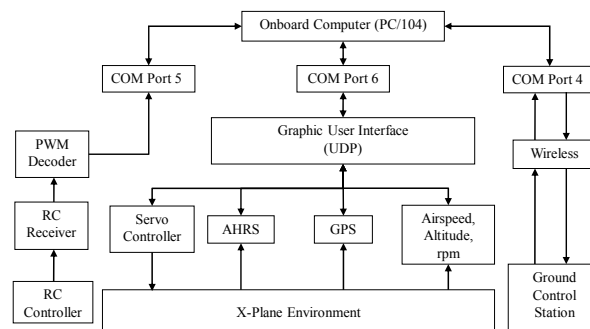 Onboard Computer (PC/104)
COM Port 5
COM Port 6
COM Port 4
Graphic User Interface
(UDP)
PWM
Decoder
Wireless
RC
Receiver
Servo
Controller
AHRS
GPS
Airspeed,
Altitude,
rpm
RC
Controller
X-Plane Environment
Ground
Control
Station